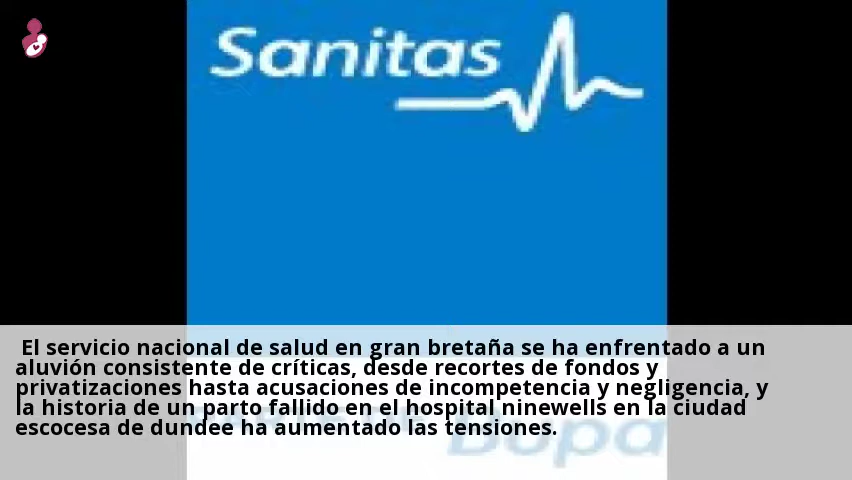 Sanitas
El servicio nacional de salud en gran bretaña se ha enfrentado a un
aluvión consistente de críticas, desde recortes de fondos y
privatizaciones hasta acusaciones de incompetencia y negligencia, y
la historia de un parto fallido en el hospital ninewells en la ciudad
escocesa de dundee ha aumentado las tensiones.